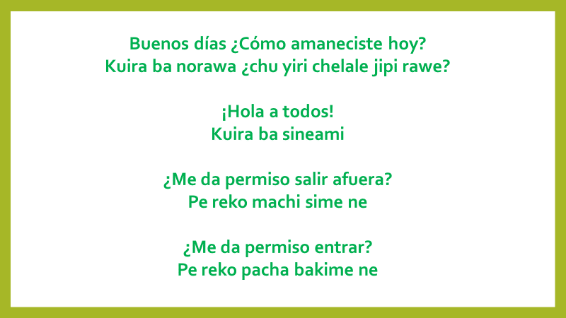 Buenos días ¿Cómo amaneciste hoy?
Kuira ba norawa ¿chu yiri chelale jipi rawe?
¡Hola a todos!
Kuira ba sineami
¿Me da permiso salir afuera?
Pe reko machi sime ne
¿Me da permiso entrar?
Pe reko pacha bakime ne